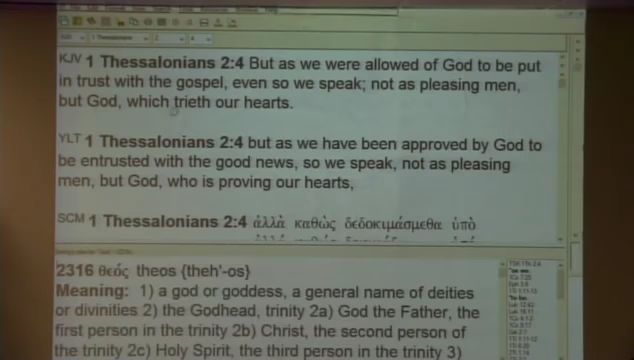 KJV 1 Thessalonians 2:4 But as we were allowed of God to be put
in trust with the gospel, even so we speak; not as pleasing men,
but God, which trieth our hearts.
YLT 1 Thessalonians 2:4 but as we have been approved by God to
be entrusted with the good news, so we speak, not as pleasing
men, but God, who is proving our hearts,
SCM 1 Thessalonians 2:4 ἀλλὰ καθὼς δεδοκιμάσμεθα ὑπὸ
2316 θεός theos {theh'-os}
Meaning: 1) a god or goddess, a general name of deities
or divinities 2) the Godhead, trinity 2a) God the Father, the
first person in the trinity 2b) Christ, the second person of
the trinity 2c) Holy Spirit, the third person in the trinity 3)